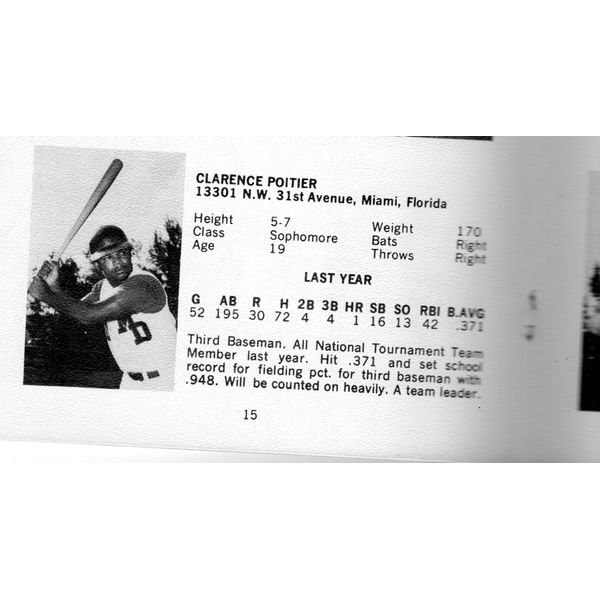 CLARENCE POITIER
13301 N.W. 31st Avenue, Miami, Florida
Height 5-7 Weight 170
Class Sophomore Bats Right
Age 19 Throws Right
LAST YEAR
G AB R H 2B 3B HR SB SO RBI B.AVG
52 195 30 72 4 4 1 16 13 42 .371
Third Baseman. All National Tournament Team
Member last year. Hit .371 and set school
record for fielding pct. for third baseman with
.948. Will be counted on heavily. A team leader.
15